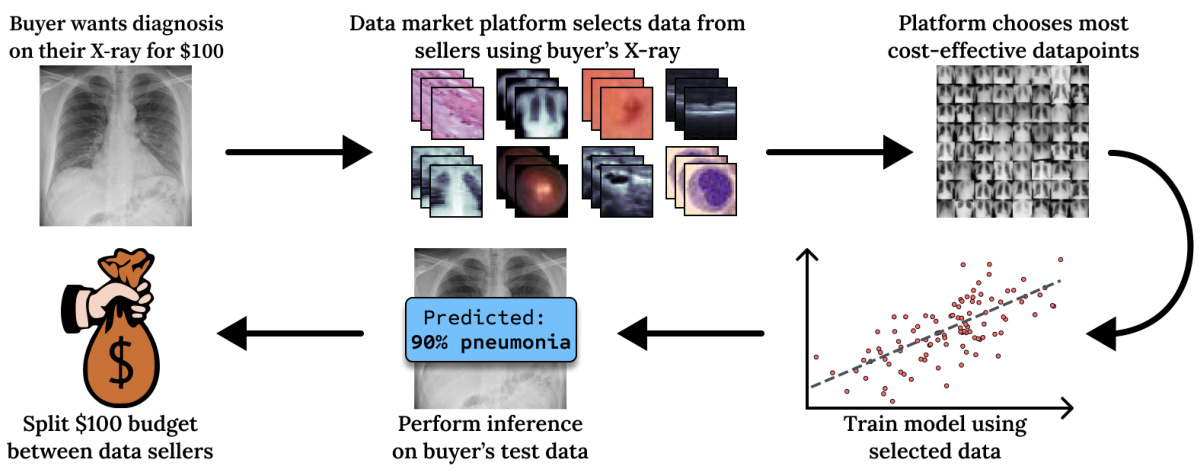 Buyer wants diagnosis
on their X-ray for $100
Data market platform selects data from
sellers using buyer's X-ray
Platform chooses most
cost-effective datapoints
Train model using
selected data
Predicted:
90% pneumonia
Perform inference
on buyer's test data
$
Split $100 budget
between data sellers